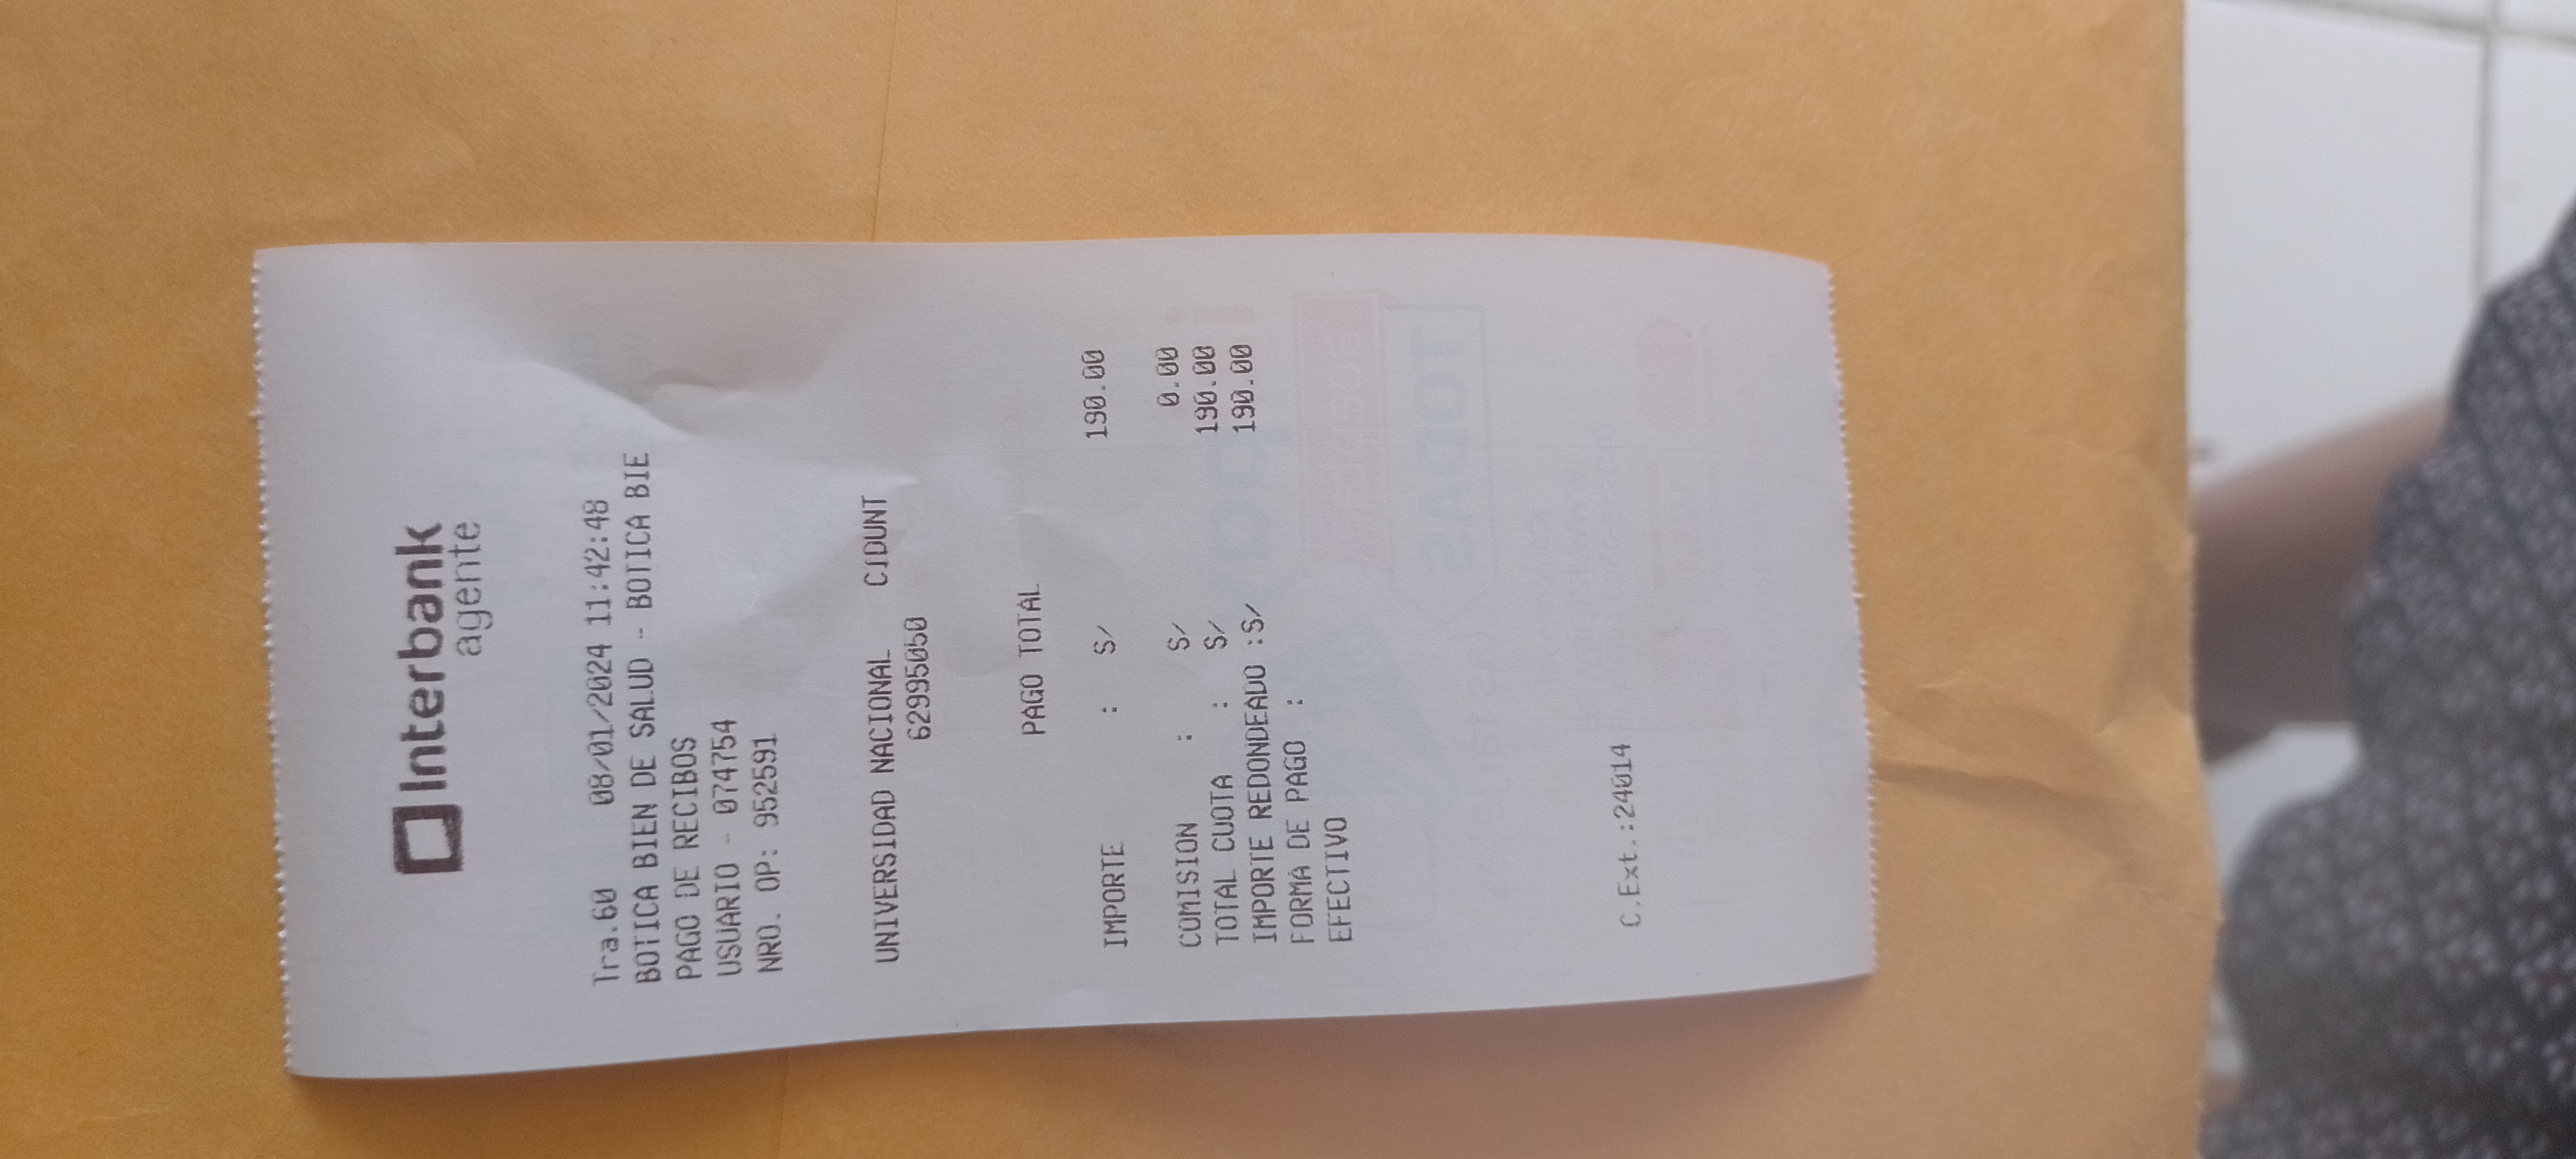 Interbank
agente
Tra.60 08/01/2024 11:42:48
BOTICA BIEN DE SALUD - BOTICA BIE
PAGO DE RECIBOS
USUARIO - 074754
NRO. OP: 952591
UNIVERSIDAD NACIONAL CIDUNT
62995050
PAGO TOTAL
IMPORTE : S/ 190.00
COMISION : S/ 0.00
TOTAL CUOTA : S/ 190.00
IMPORTE REDONDEADO :S/ 190.00
FORMA DE PAGO :
EFECTIVO
C.Ext.:24014
TODAS